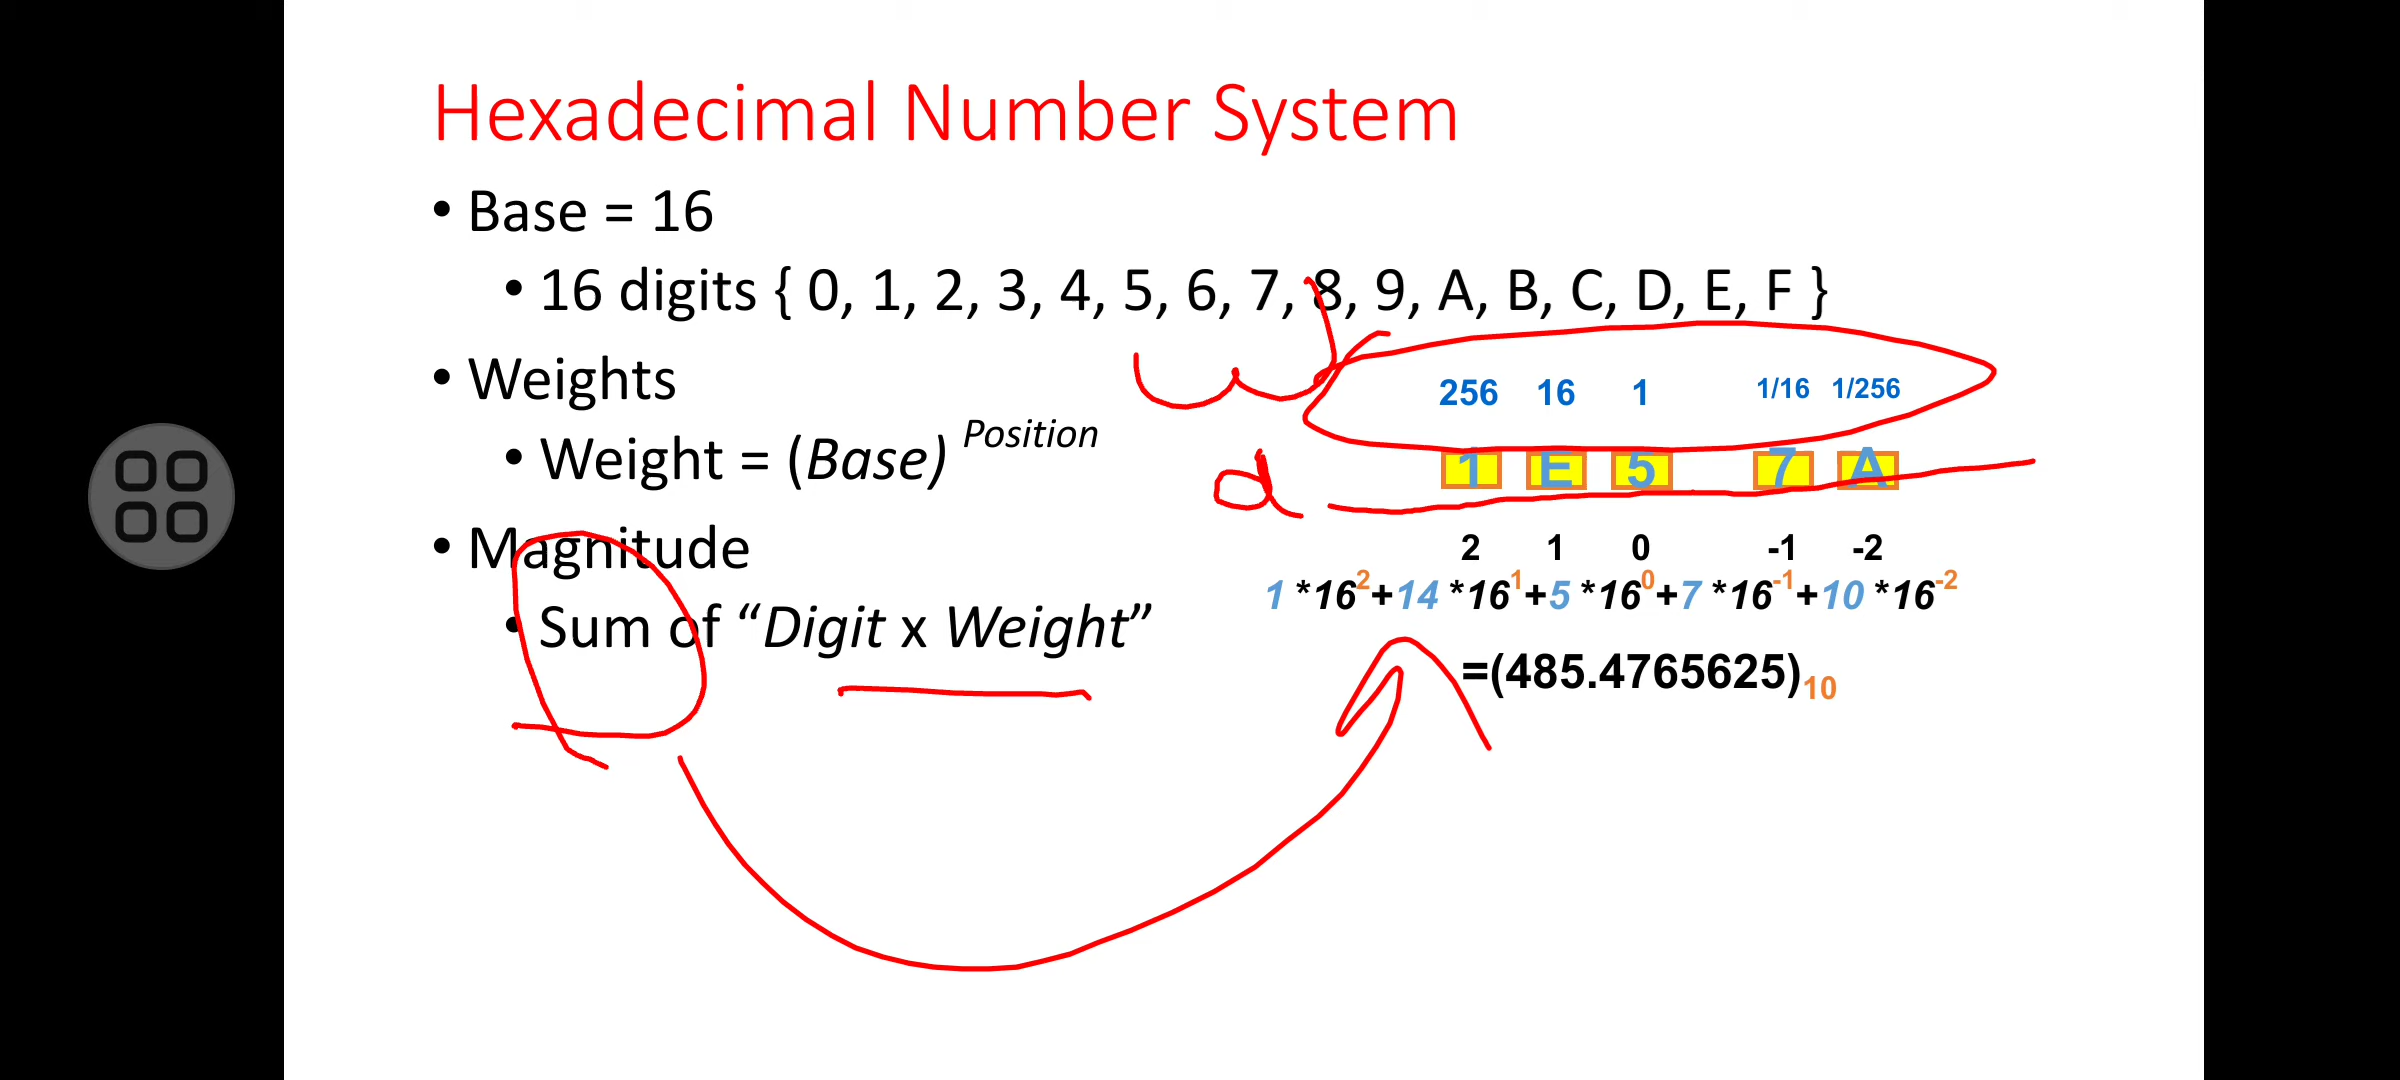 Hexadecimal Number System
• Base = 16
• 16 digits { 0, 1, 2, 3, 4, 5, 6, 7, 8, 9, A, B, C, D, E, F }
• Weights
• Weight = (Base) ^Position
• Magnitude
• Sum of “Digit x Weight”
w
256 16 1 1/16 1/256
d
1 E 5 7 A
2 1 0 -1 -2
1 *16^2+14 *16^1+5 *16^0+7 *16^-1+10 *16^-2
=(485.4765625)_10